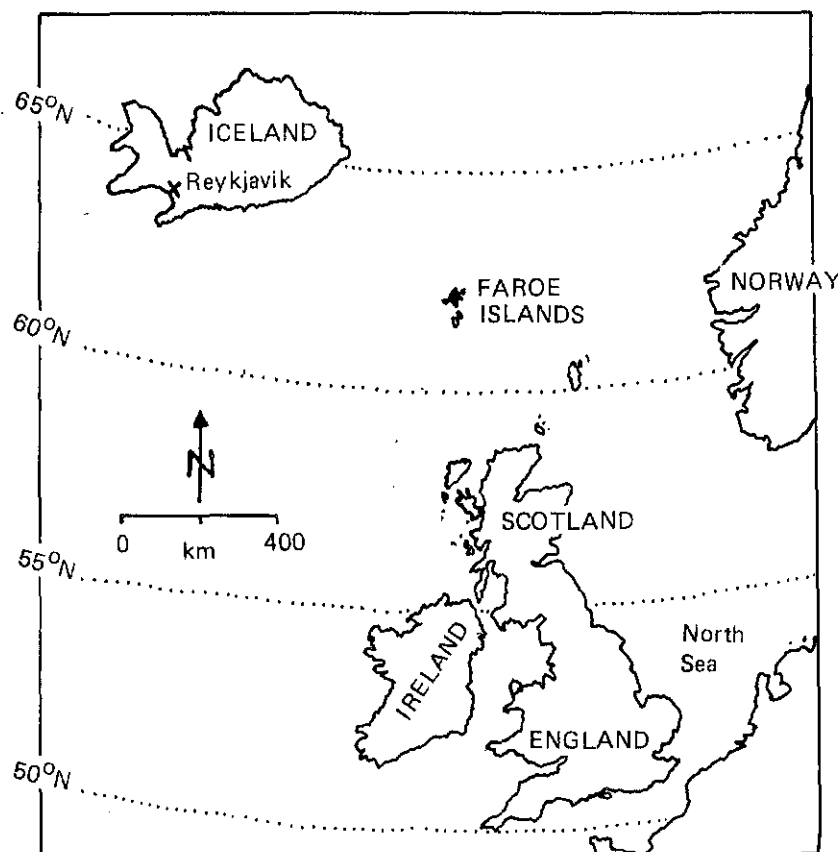 65°N
ICELAND
Reykjavik
NORWAY
FAROE
ISLANDS
60°N
N
0 400
km
SCOTLAND
55°N
North
Sea
IRELAND
ENGLAND
50°N